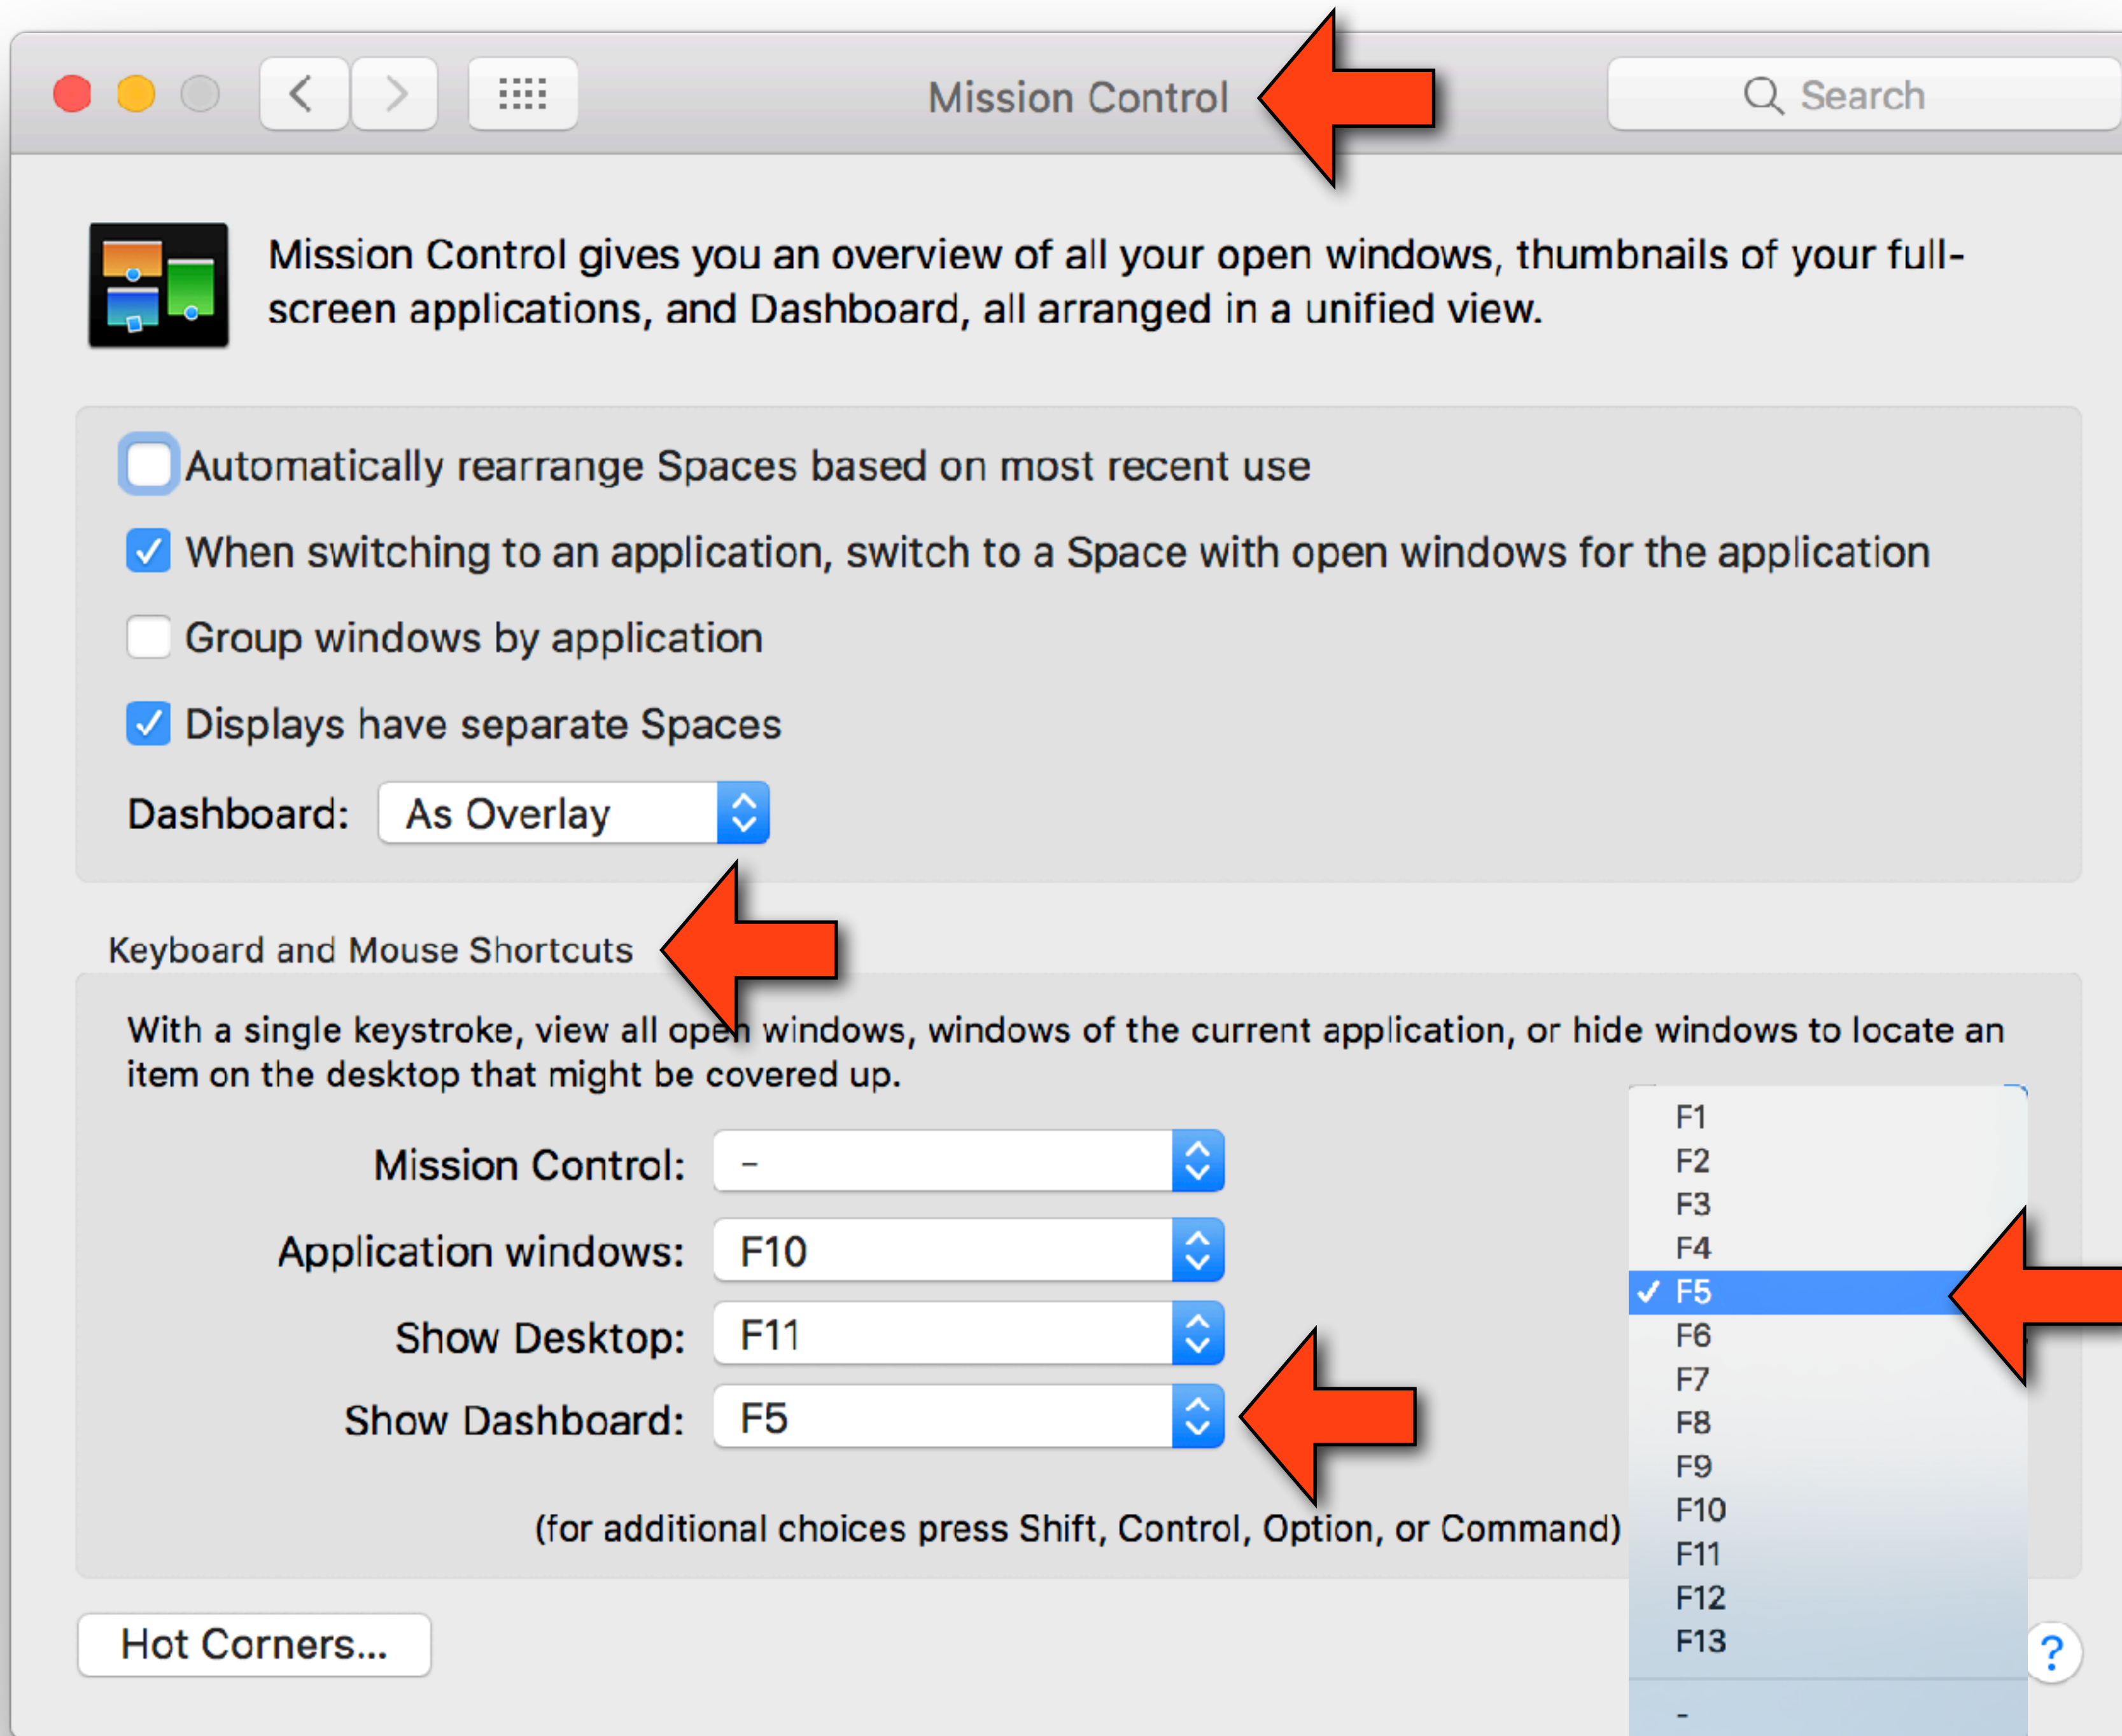 Mission Control
Search
Mission Control gives you an overview of all your open windows, thumbnails of your full-
screen applications, and Dashboard, all arranged in a unified view.
Automatically rearrange Spaces based on most recent use
When switching to an application, switch to a Space with open windows for the application
Group windows by application
Displays have separate Spaces
Dashboard: As Overlay
Keyboard and Mouse Shortcuts
With a single keystroke, view all open windows, windows of the current application, or hide windows to locate an
item on the desktop that might be covered up.
Mission Control: -
Application windows: F10
Show Desktop: F11
Show Dashboard: F5
(for additional choices press Shift, Control, Option, or Command)
F1
F2
F3
F4
✓ F5
F6
F7
F8
F9
F10
F11
F12
F13
-
Hot Corners...
?